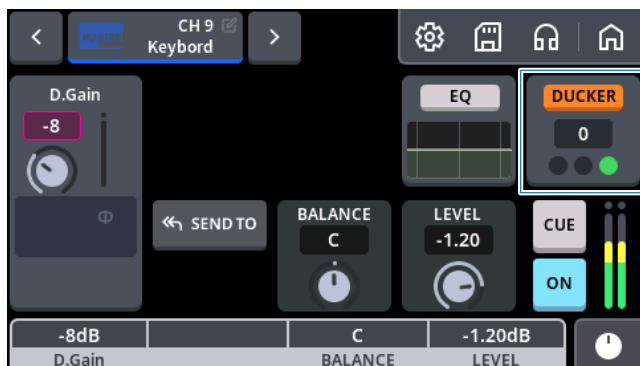 CH 9
Keybord
D.Gain
-8
Φ
SEND TO
BALANCE
C
EQ
LEVEL
-1.20
DUCKER
0
CUE
ON
-8dB
C
-1.20dB
D.Gain
BALANCE
LEVEL